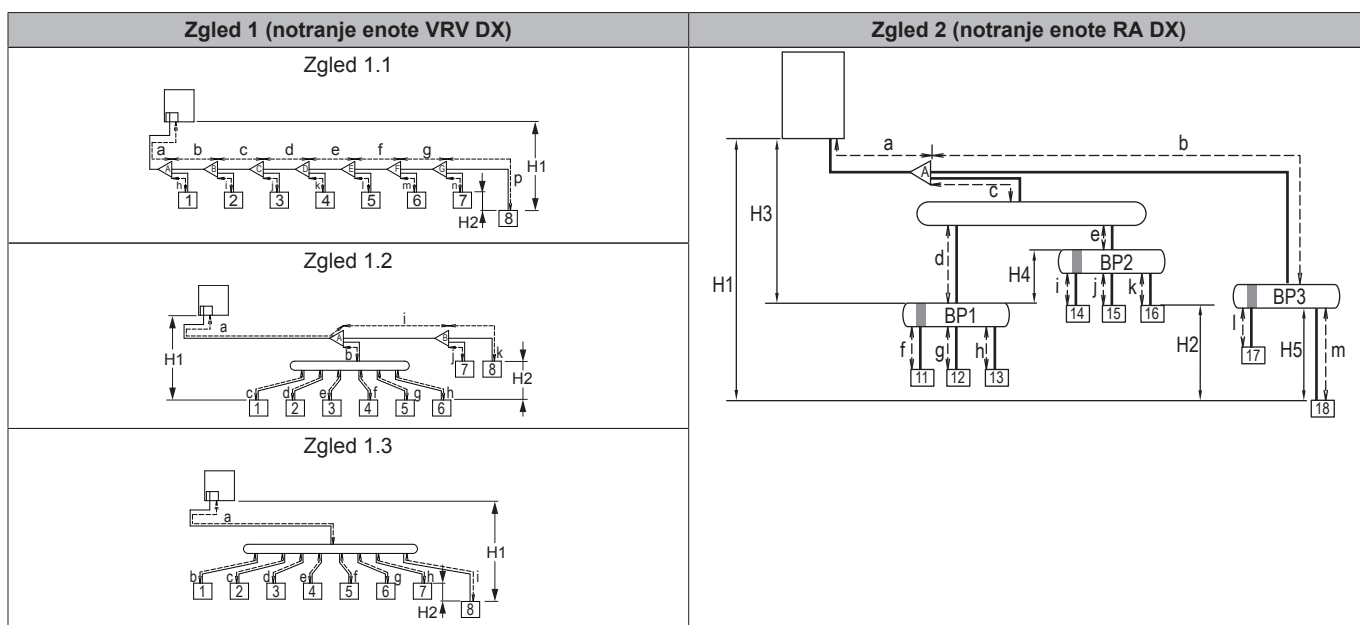 Zgled 1 (notranje enote VRV DX)
Zgled 2 (notranje enote RA DX)
Zgled 1.1
a b c d e f g
A B C D E F G
h i j k l m n p
1 2 3 4 5 6 7
8
H1
H2
Zgled 1.2
a i
A B
b j k
7 8
c d e f g h
1 2 3 4 5 6
H1
H2
Zgled 1.3
a
b c d e f g h i
1 2 3 4 5 6 7
8
H1
H2
a b
A
c
H3
d e
H4
BP2
H1
BP1
i j k
BP3
14 15 16
f g h
H2
l
H5
m
11 12 13
17
18